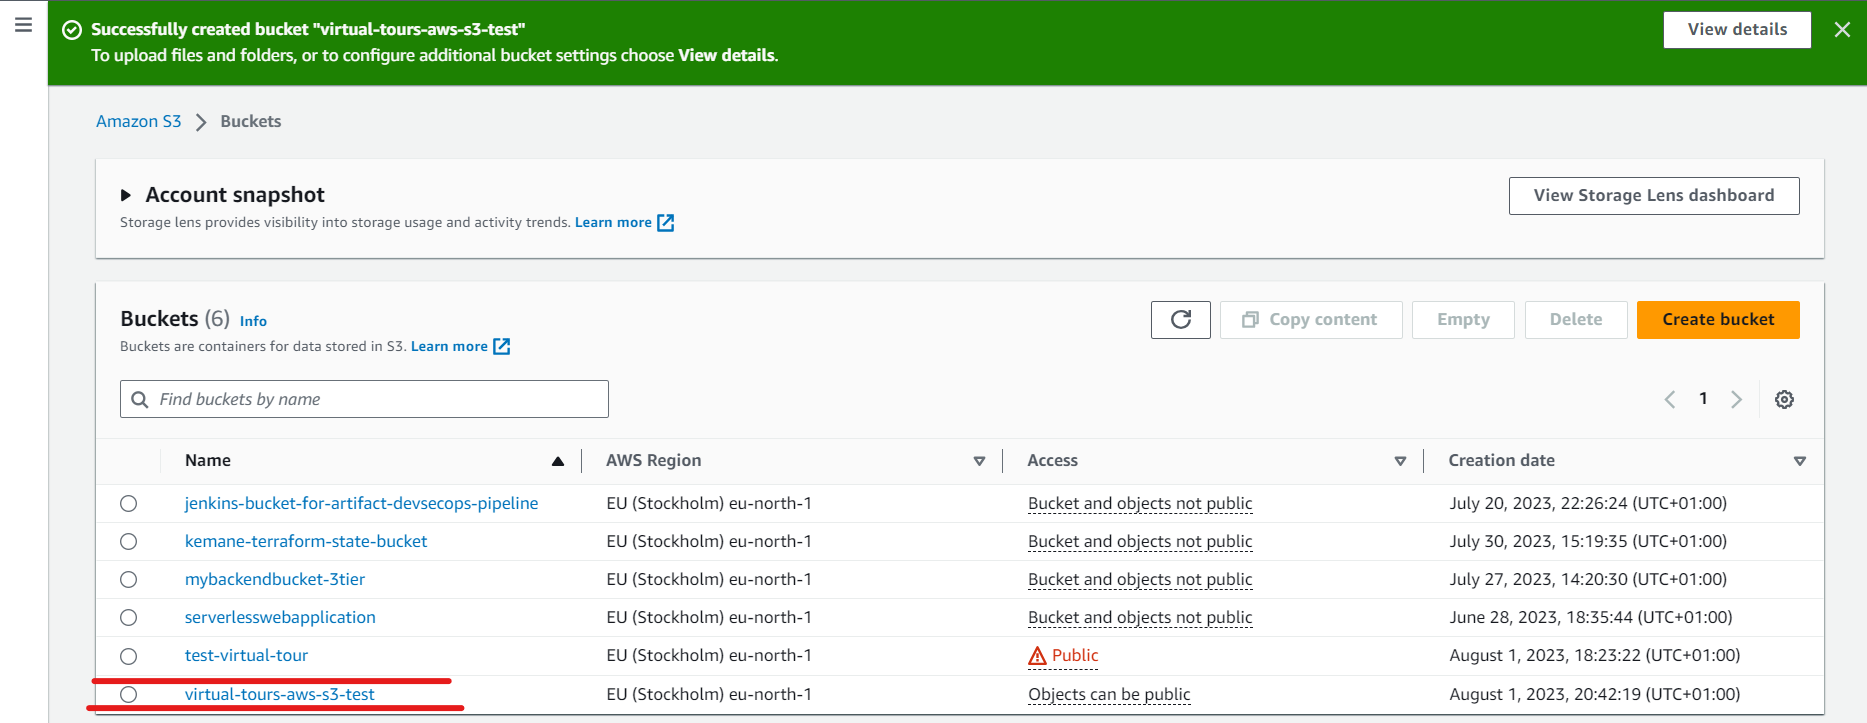 Successfully created bucket "virtual-tours-aws-s3-test"
To upload files and folders, or to configure additional bucket settings choose View details.
View details
Amazon S3 Buckets
Account snapshot
Storage lens provides visibility into storage usage and activity trends. Learn more
View Storage Lens dashboard
Buckets (6) Info
Buckets are containers for data stored in S3. Learn more
Copy content Empty Delete Create bucket
Find buckets by name
1
Name AWS Region Access Creation date
jenkins-bucket-for-artifact-devsecops-pipeline EU (Stockholm) eu-north-1 Bucket and objects not public July 20, 2023, 22:26:24 (UTC+01:00)
kemane-terraform-state-bucket EU (Stockholm) eu-north-1 Bucket and objects not public July 30, 2023, 15:19:35 (UTC+01:00)
mybackendbucket-3tier EU (Stockholm) eu-north-1 Bucket and objects not public July 27, 2023, 14:20:30 (UTC+01:00)
serverlesswebapplication EU (Stockholm) eu-north-1 Bucket and objects not public June 28, 2023, 18:35:44 (UTC+01:00)
test-virtual-tour EU (Stockholm) eu-north-1 Public August 1, 2023, 18:23:22 (UTC+01:00)
virtual-tours-aws-s3-test EU (Stockholm) eu-north-1 Objects can be public August 1, 2023, 20:42:19 (UTC+01:00)